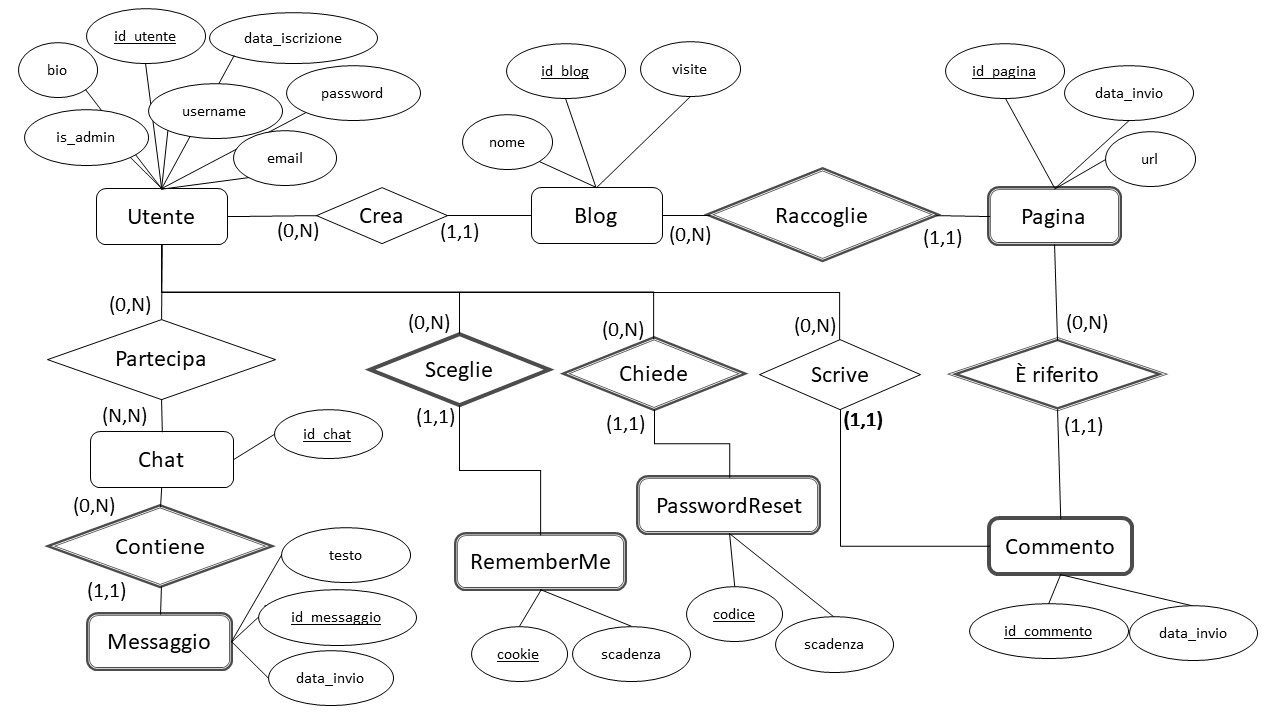 id_utente
data_iscrizione
bio
password
username
is_admin
email
id_blog
visite
nome
id_pagina
data_invio
url
Utente
(0,N)
Crea
(1,1)
Blog
(0,N)
Raccoglie
(1,1)
Pagina
(0,N)
Partecipa
(N,N)
(0,N)
Sceglie
(1,1)
(0,N)
Chiede
(1,1)
(0,N)
Scrive
(1,1)
(0,N)
È riferito
(1,1)
Chat
id_chat
(0,N)
Contiene
(1,1)
Messaggio
testo
id_messaggio
data_invio
RememberMe
cookie
scadenza
PasswordReset
codice
scadenza
Commento
id_commento
data_invio